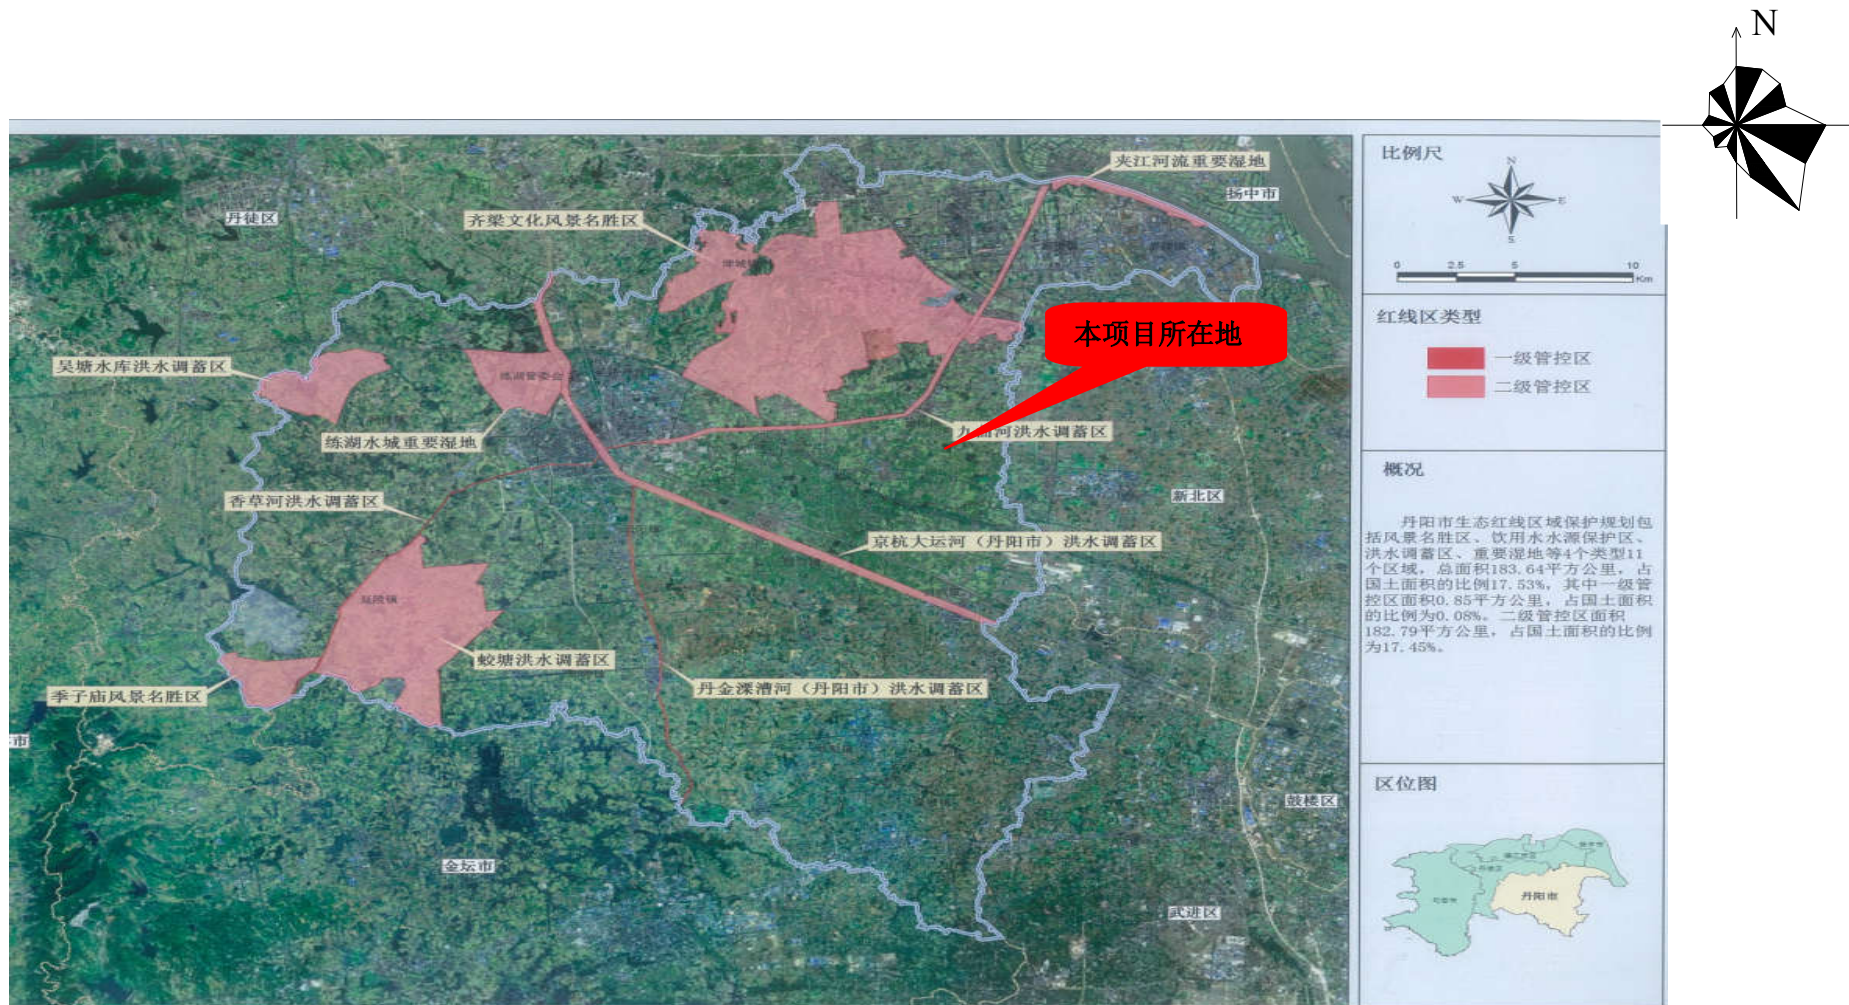 N
夹江河流重要湿地
扬中市
丹徒区
齐梁文化风景名胜区
本项目所在地
吴塘水库洪水调蓄区
练湖管委会
练湖水城重要湿地
九曲河洪水调蓄区
香草河洪水调蓄区
新北区
京杭大运河（丹阳市）洪水调蓄区
延陵镇
蛟塘洪水调蓄区
季子庙风景名胜区
丹金溧漕河（丹阳市）洪水调蓄区
市
鼓楼区
金坛市
武进区
比例尺
N
W
E
S
0 2.5 5 10
Km
红线区类型
一级管控区
二级管控区
概况
丹阳市生态红线区域保护规划包
括风景名胜区、饮用水水源保护区、
洪水调蓄区、重要湿地等4个类型11
个区域，总面积183.64平方公里，占
国土面积的比例17.53%，其中一级管
控区面积0.85平方公里，占国土面积
的比例为0.08%。二级管控区面积
182.79平方公里，占国土面积的比例
为17.45%。
区位图
丹阳市